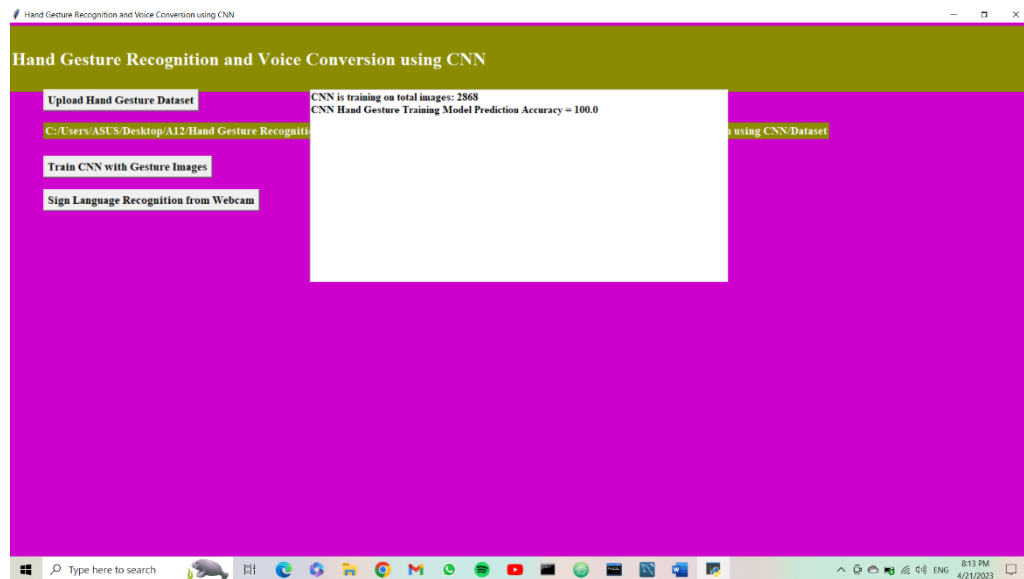 Hand Gesture Recognition and Voice Conversion using CNN
Hand Gesture Recognition and Voice Conversion using CNN
Upload Hand Gesture Dataset
CNN is training on total images: 2868
CNN Hand Gesture Training Model Prediction Accuracy = 100.0
C:/Users/ASUS/Desktop/A12/Hand Gesture Recogniti
using CNN/Dataset
Train CNN with Gesture Images
Sign Language Recognition from Webcam
Type here to search
ENG
8:13 PM
4/21/2023